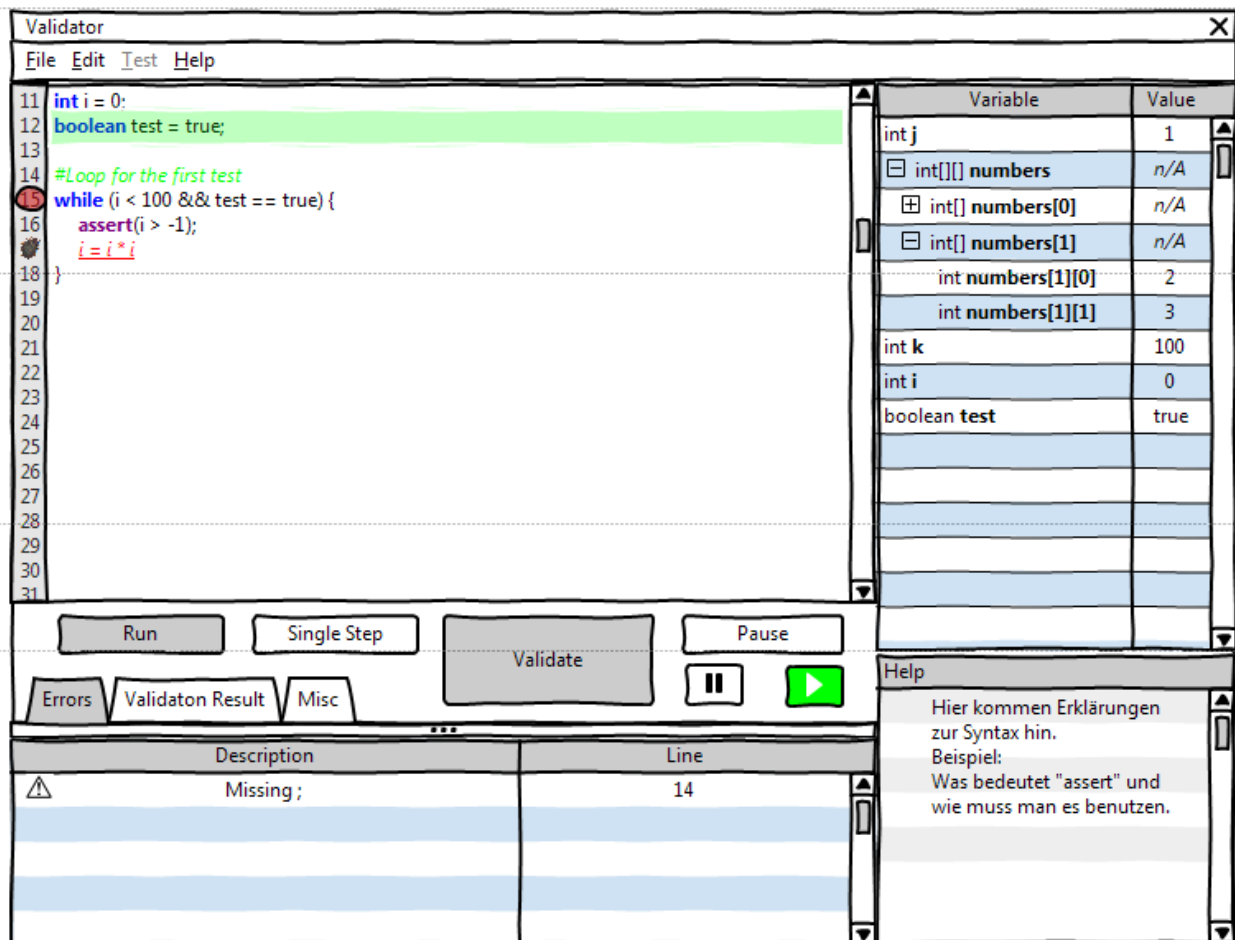 Validator
File Edit Test Help
11 int i = 0;
12 boolean test = true;
13
14 #Loop for the first test
15 while (i < 100 && test == true) {
16 assert(i > -1);
i = i * i
18 }
19
20
21
22
23
24
25
26
27
28
29
30
31
Run
Single Step
Validate
Pause
Errors
Validaton Result
Misc
Description Line
Missing ; 14
Variable Value
int j 1
int[][] numbers n/A
int[] numbers[0] n/A
int[] numbers[1] n/A
int numbers[1][0] 2
int numbers[1][1] 3
int k 100
int i 0
boolean test true
Help
Hier kommen Erklärungen
zur Syntax hin.
Beispiel:
Was bedeutet "assert" und
wie muss man es benutzen.